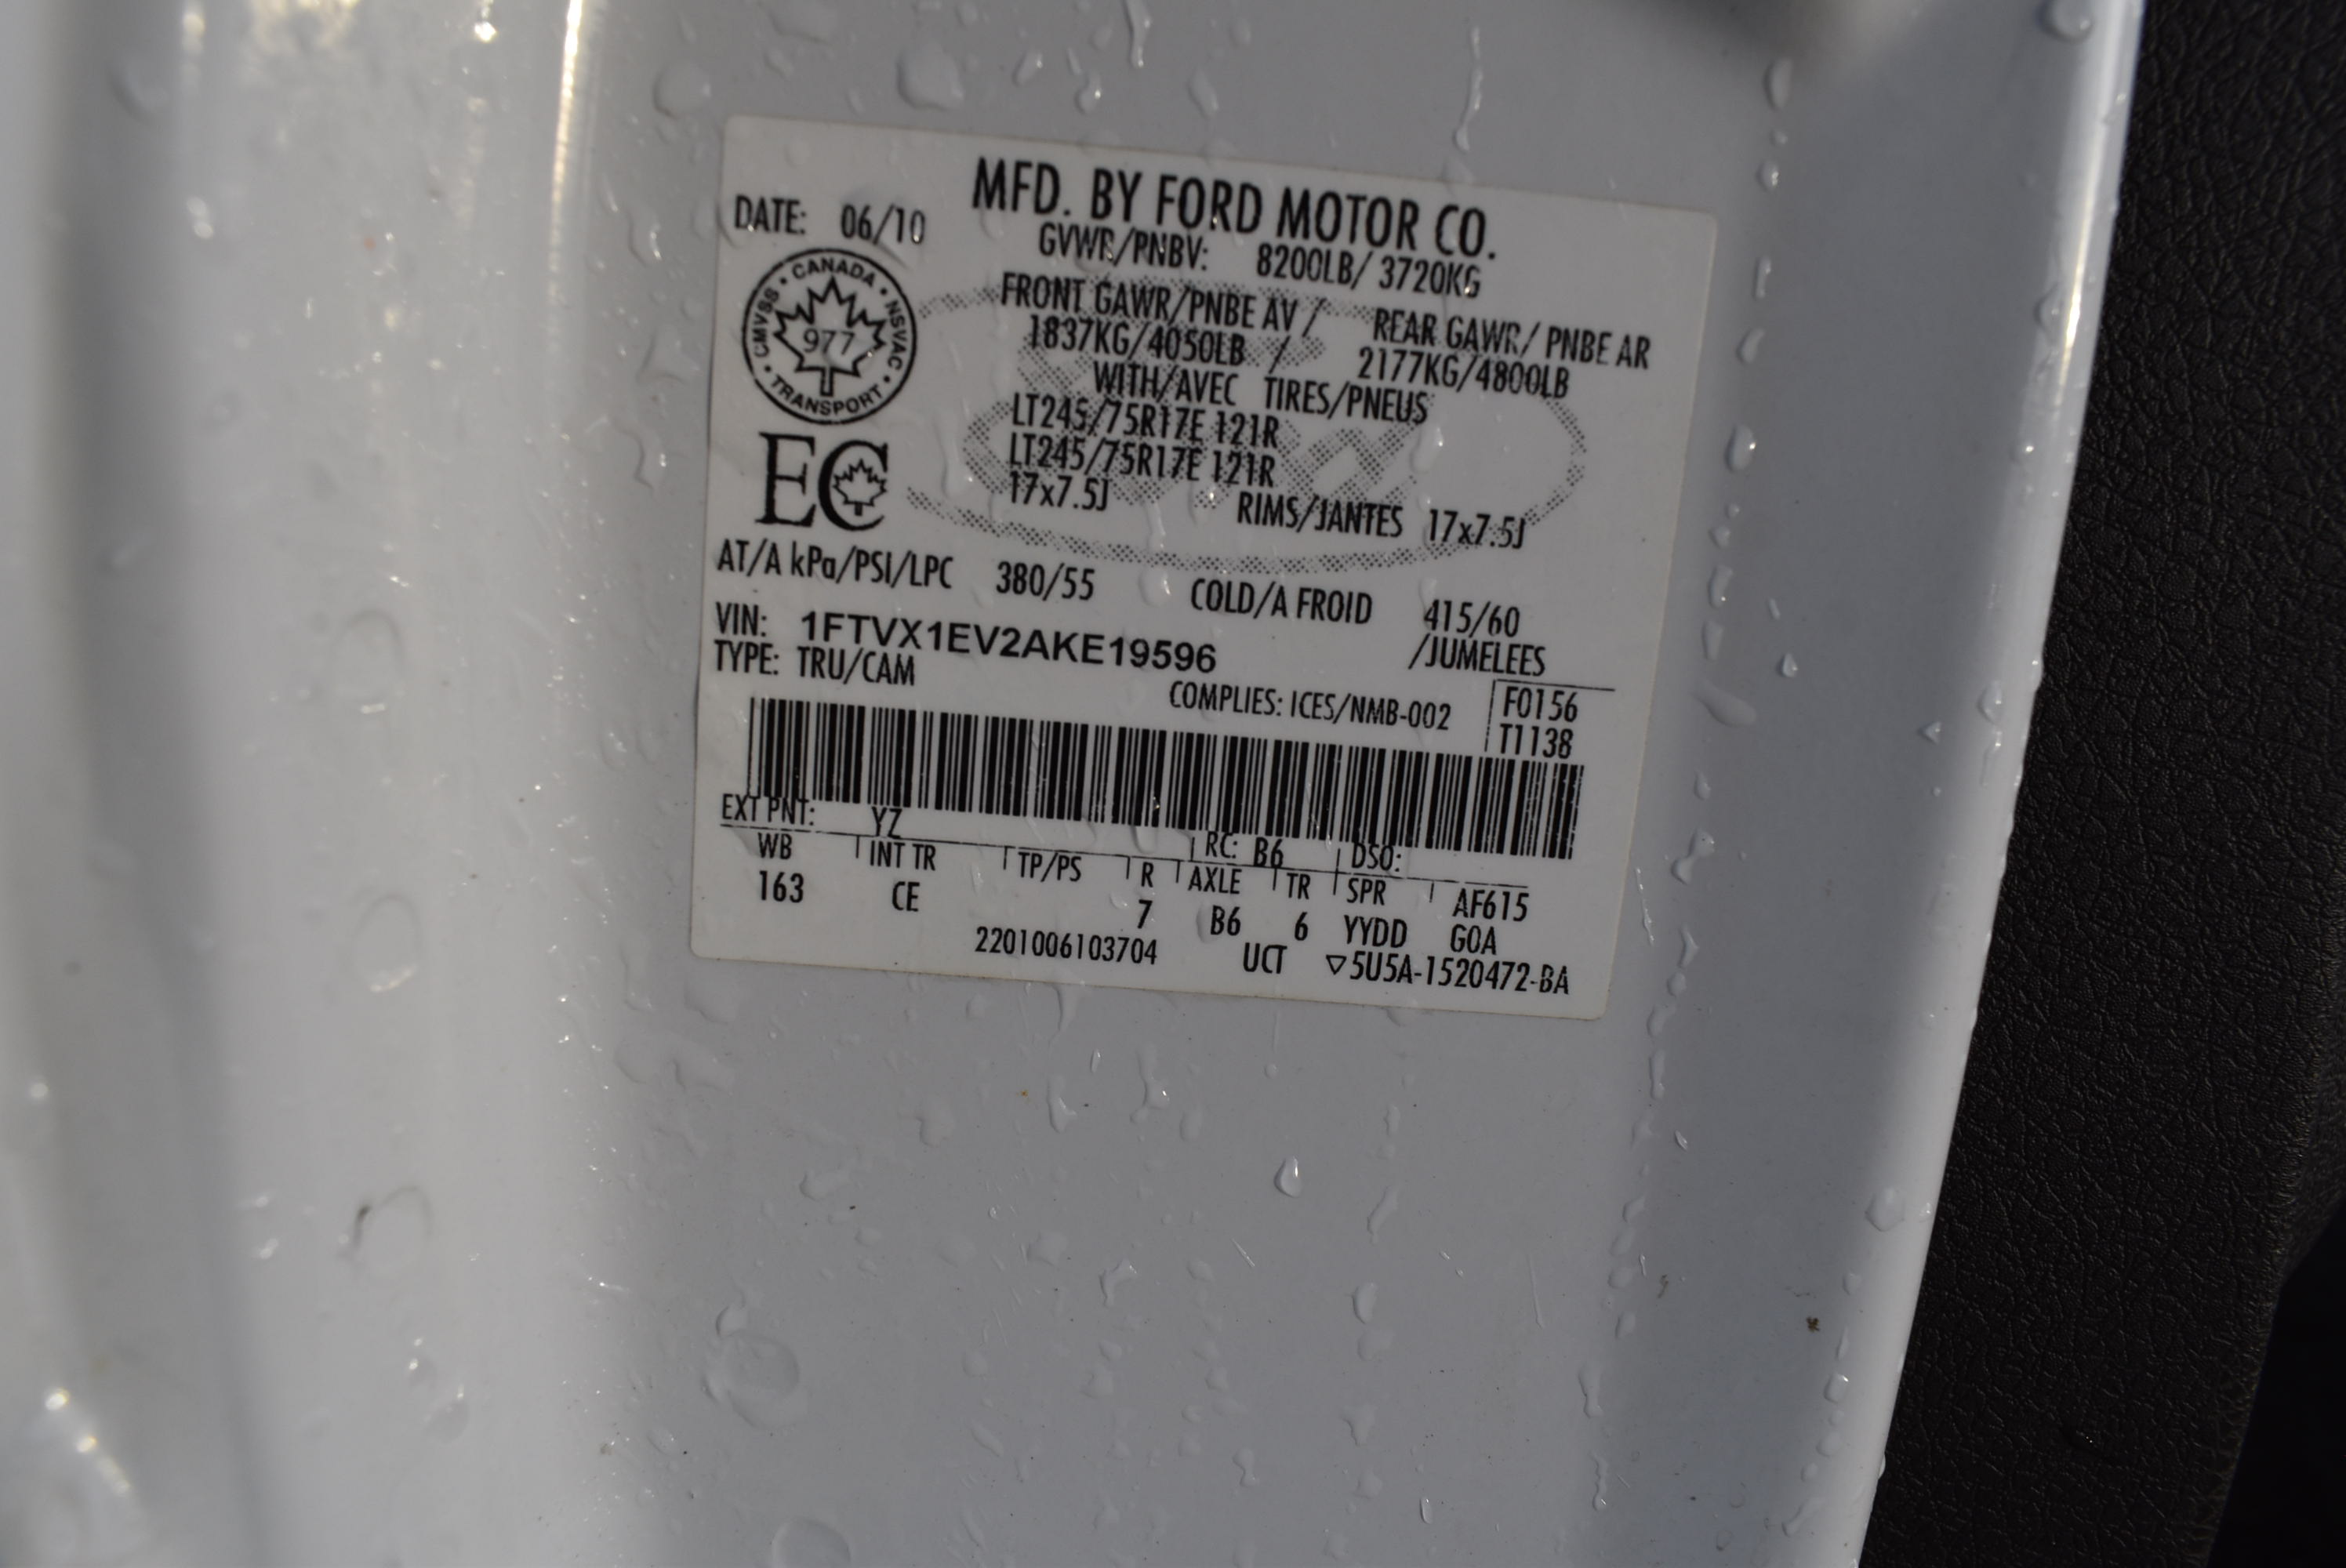 MFD. BY FORD MOTOR CO.
DATE: 06/10
GVWR/PNBV: 8200LB/ 3720KG
CANADA • NSVAC • TRANSPORT • CMVSS •
977
FRONT GAWR/PNBE AV / REAR GAWR/ PNBE AR
1837KG/4050LB / 2177KG/4800LB
WITH/AVEC TIRES/PNEUS
LT245/75R17E 121R
LT245/75R17E 121R
EC
17x7.5J RIMS/JANTES 17x7.5J
AT/A kPa/PSI/LPC 380/55 COLD/A FROID 415/60
VIN: 1FTVX1EV2AKE19596 /JUMELEES
TYPE: TRU/CAM
COMPLIES: ICES/NMB-002 F0156
T1138
EXT PNT: YZ RC: B6 DSO:
WB INT TR TP/PS R AXLE TR SPR AF615
163 CE 7 B6 6 YYDD GOA
2201006103704 UCT ▽5U5A-1520472-BA